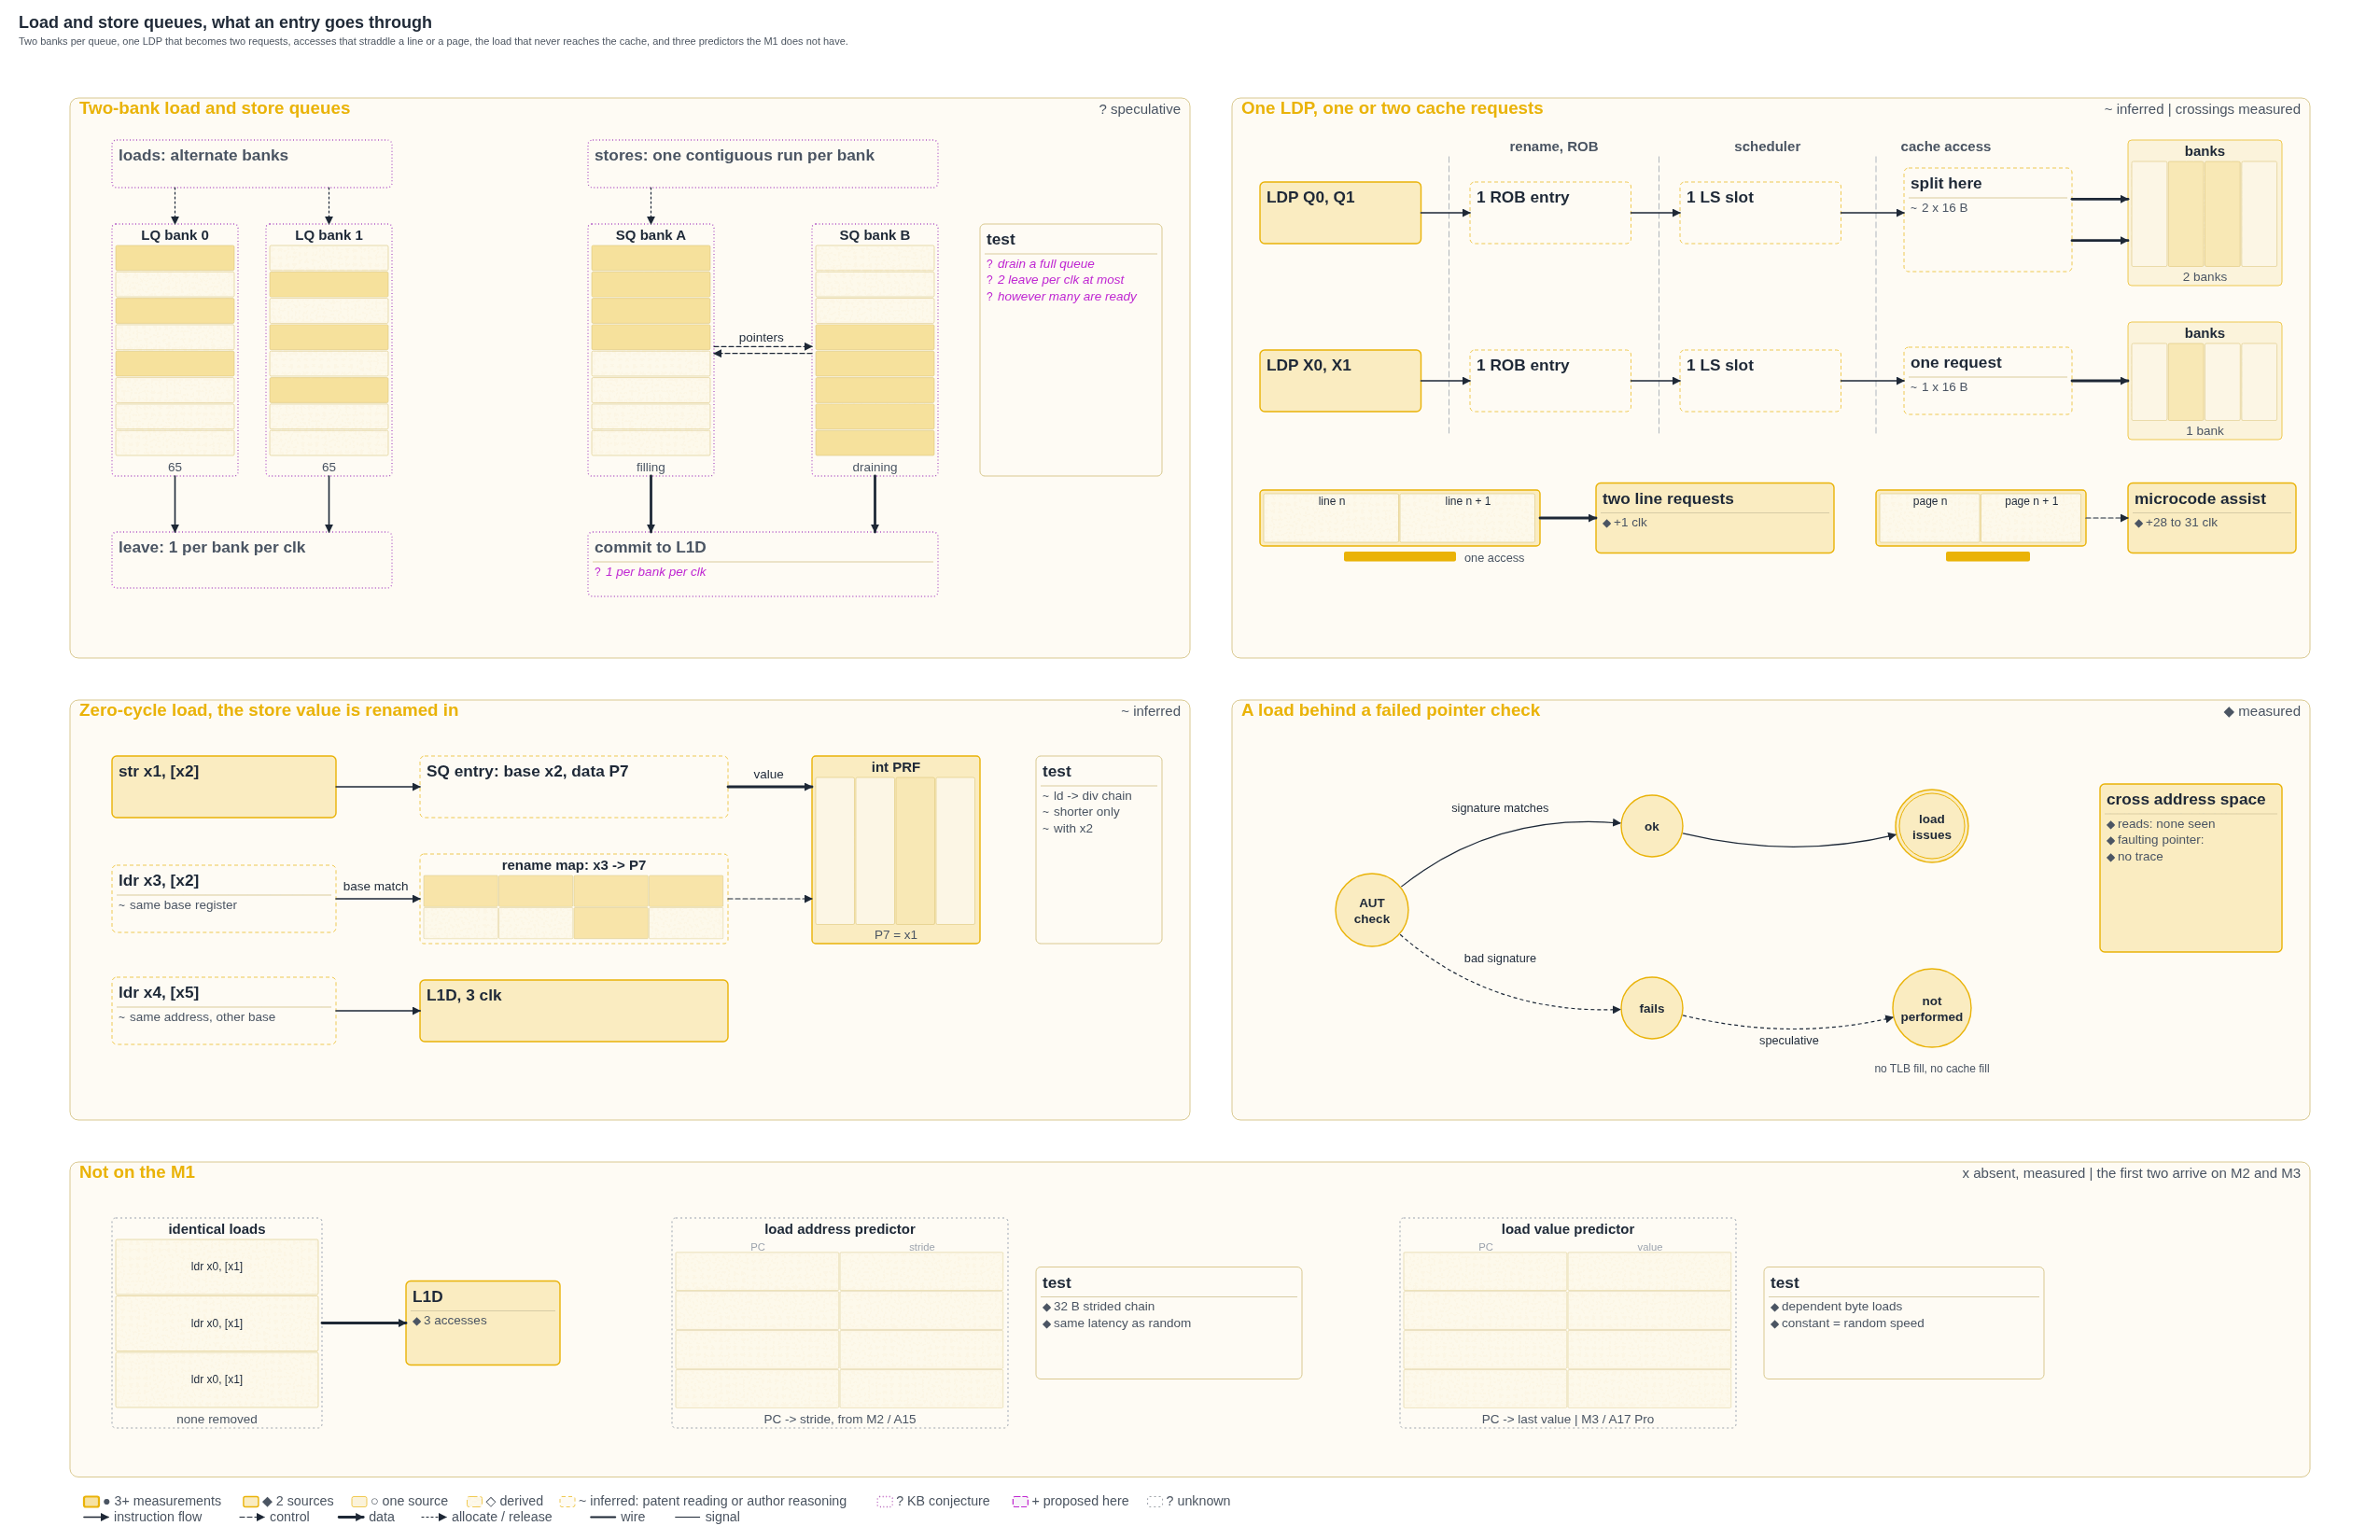 Load and store queues, what an entry goes through
Two banks per queue, one LDP that becomes two requests, accesses that straddle a line or a page, the load that never reaches the cache, and three predictors the M1 does not have.
Two-bank load and store queues
? speculative
loads: alternate banks
stores: one contiguous run per bank
LQ bank 0
LQ bank 1
SQ bank A
SQ bank B
test
? drain a full queue
? 2 leave per clk at most
? however many are ready
pointers
65
65
filling
draining
leave: 1 per bank per clk
commit to L1D
? 1 per bank per clk
One LDP, one or two cache requests
~ inferred | crossings measured
rename, ROB
scheduler
cache access
banks
LDP Q0, Q1
1 ROB entry
1 LS slot
split here
~ 2 x 16 B
2 banks
banks
LDP X0, X1
1 ROB entry
1 LS slot
one request
~ 1 x 16 B
1 bank
line n
line n + 1
two line requests
◆ +1 clk
one access
page n
page n + 1
microcode assist
◆ +28 to 31 clk
Zero-cycle load, the store value is renamed in
~ inferred
str x1, [x2]
SQ entry: base x2, data P7
value
int PRF
test
~ ld -> div chain
~ shorter only
~ with x2
ldr x3, [x2]
~ same base register
base match
rename map: x3 -> P7
P7 = x1
ldr x4, [x5]
~ same address, other base
L1D, 3 clk
A load behind a failed pointer check
◆ measured
signature matches
ok
load
issues
cross address space
◆ reads: none seen
◆ faulting pointer:
◆ no trace
AUT
check
bad signature
fails
speculative
not
performed
no TLB fill, no cache fill
Not on the M1
x absent, measured | the first two arrive on M2 and M3
identical loads
ldr x0, [x1]
ldr x0, [x1]
ldr x0, [x1]
none removed
L1D
◆ 3 accesses
load address predictor
PC
stride
PC -> stride, from M2 / A15
test
◆ 32 B strided chain
◆ same latency as random
load value predictor
PC
value
PC -> last value | M3 / A17 Pro
test
◆ dependent byte loads
◆ constant = random speed
● 3+ measurements
◆ 2 sources
○ one source
◇ derived
~ inferred: patent reading or author reasoning
? KB conjecture
+ proposed here
? unknown
instruction flow
control
data
allocate / release
wire
signal